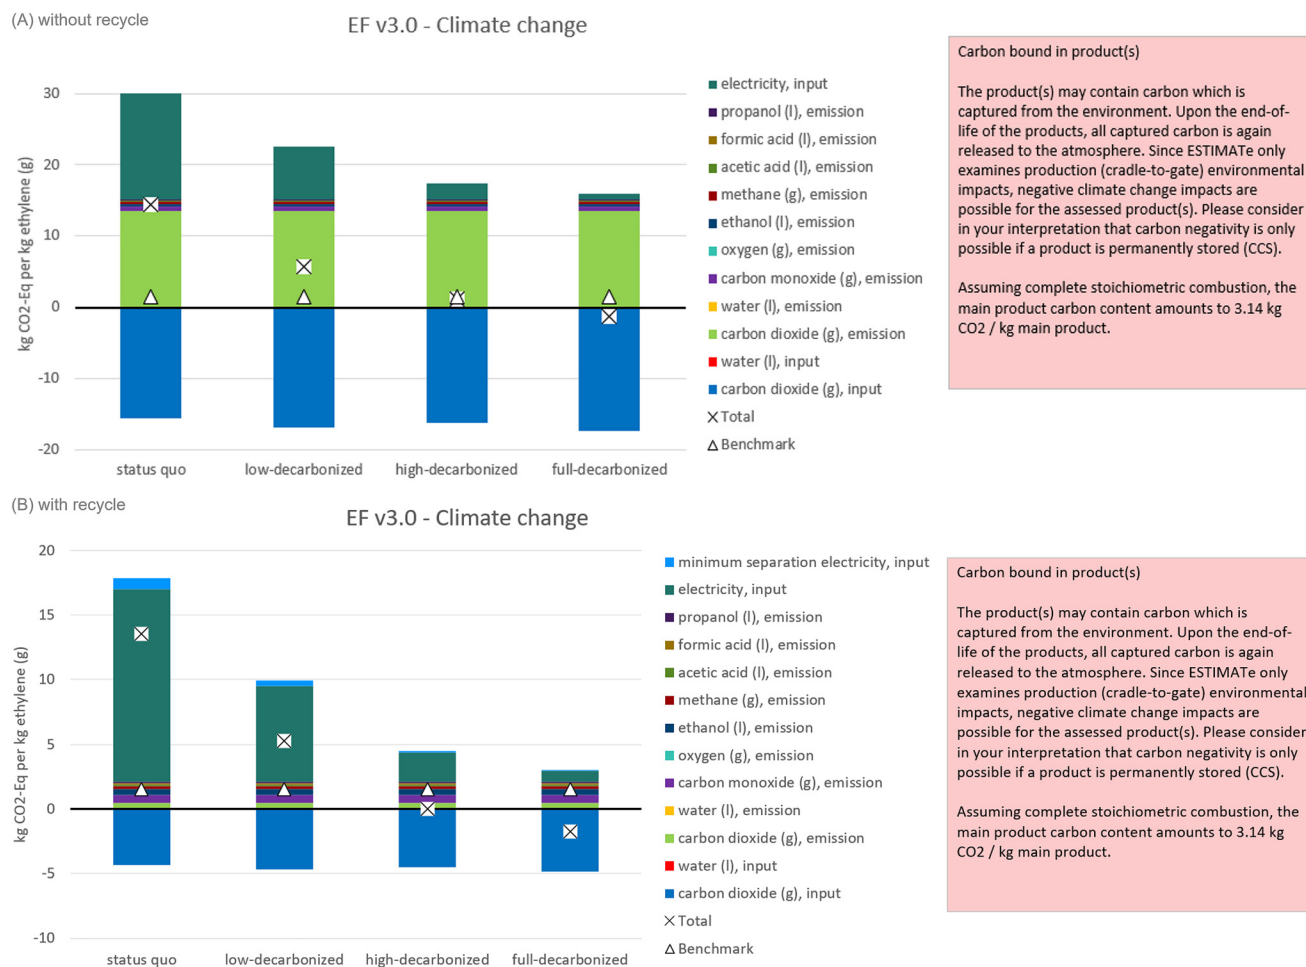 (A) without recycle
EF v3.0 - Climate change
kg CO2-Eq per kg ethylene (g)
30
20
10
0
-10
-20
status quo
low-decarbonized
high-decarbonized
full-decarbonized
electricity, input
propanol (l), emission
formic acid (l), emission
acetic acid (l), emission
methane (g), emission
ethanol (l), emission
oxygen (g), emission
carbon monoxide (g), emission
water (l), emission
carbon dioxide (g), emission
water (l), input
carbon dioxide (g), input
Total
Benchmark
Carbon bound in product(s)
The product(s) may contain carbon which is
captured from the environment. Upon the end-of-
life of the products, all captured carbon is again
released to the atmosphere. Since ESTIMATe only
examines production (cradle-to-gate) environmental
impacts, negative climate change impacts are
possible for the assessed product(s). Please consider
in your interpretation that carbon negativity is only
possible if a product is permanently stored (CCS).
Assuming complete stoichiometric combustion, the
main product carbon content amounts to 3.14 kg
CO2 / kg main product.
(B) with recycle
EF v3.0 - Climate change
kg CO2-Eq per kg ethylene (g)
20
15
10
5
0
-5
-10
status quo
low-decarbonized
high-decarbonized
full-decarbonized
minimum separation electricity, input
electricity, input
propanol (l), emission
formic acid (l), emission
acetic acid (l), emission
methane (g), emission
ethanol (l), emission
oxygen (g), emission
carbon monoxide (g), emission
water (l), emission
carbon dioxide (g), emission
water (l), input
carbon dioxide (g), input
Total
Benchmark
Carbon bound in product(s)
The product(s) may contain carbon which is
captured from the environment. Upon the end-of-
life of the products, all captured carbon is again
released to the atmosphere. Since ESTIMATe only
examines production (cradle-to-gate) environmental
impacts, negative climate change impacts are
possible for the assessed product(s). Please consider
in your interpretation that carbon negativity is only
possible if a product is permanently stored (CCS).
Assuming complete stoichiometric combustion, the
main product carbon content amounts to 3.14 kg
CO2 / kg main product.